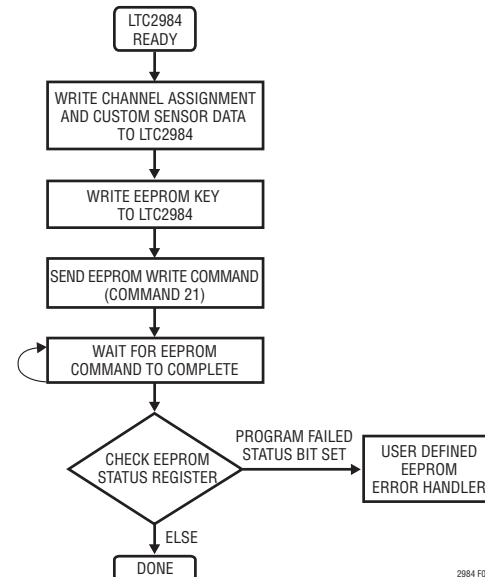 LTC2984
READY
WRITE CHANNEL ASSIGNMENT
AND CUSTOM SENSOR DATA
TO LTC2984
WRITE EEPROM KEY
TO LTC2984
SEND EEPROM WRITE COMMAND
(COMMAND 21)
WAIT FOR EEPROM
COMMAND TO COMPLETE
CHECK EEPROM
STATUS REGISTER
PROGRAM FAILED
STATUS BIT SET
USER DEFINED
EEPROM
ERROR HANDLER
ELSE
DONE
2984 F0